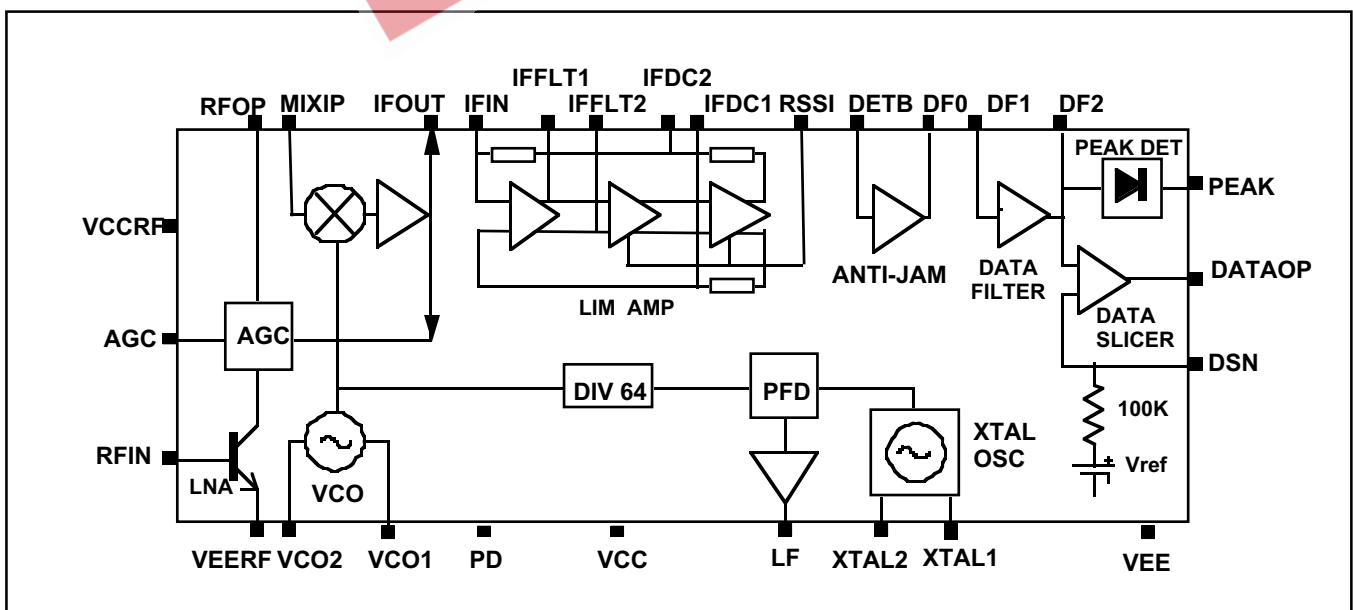 IFFLT1
IFDC2
RFOP
MIXIP
IFOUT
IFIN
IFFLT2
IFDC1
RSSI
DETB
DF0
DF1
DF2
PEAK DET
PEAK
VCCRF
ANTI-JAM
DATA
FILTER
DATAOP
LIM AMP
DATA
SLICER
AGC
AGC
DSN
DIV 64
PFD
100K
XTAL
OSC
RFIN
LNA
VCO
+
Vref
VEERF
VCO2
VCO1
PD
VCC
LF
XTAL2
XTAL1
VEE